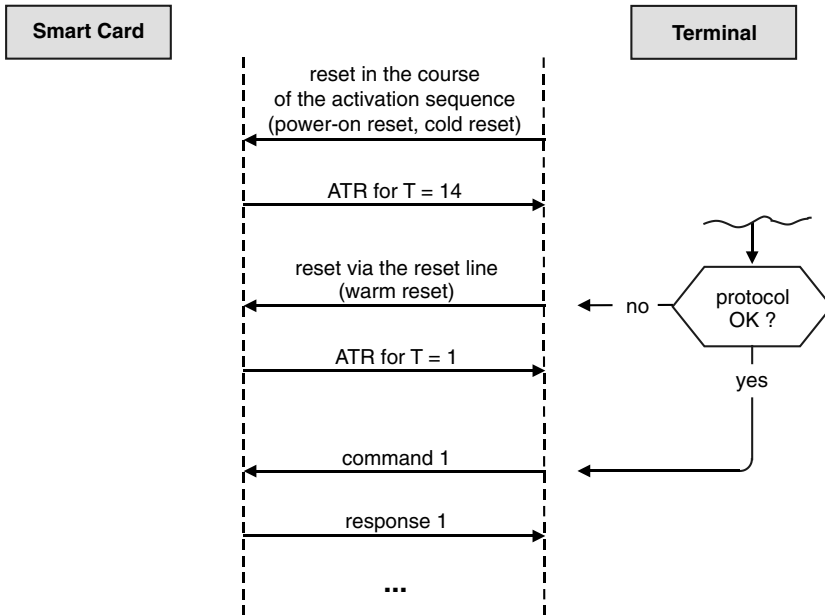 Smart Card
Terminal
reset in the course
of the activation sequence
(power-on reset, cold reset)
ATR for T = 14
reset via the reset line
(warm reset)
no
protocol
OK ?
ATR for T = 1
yes
command 1
response 1
...